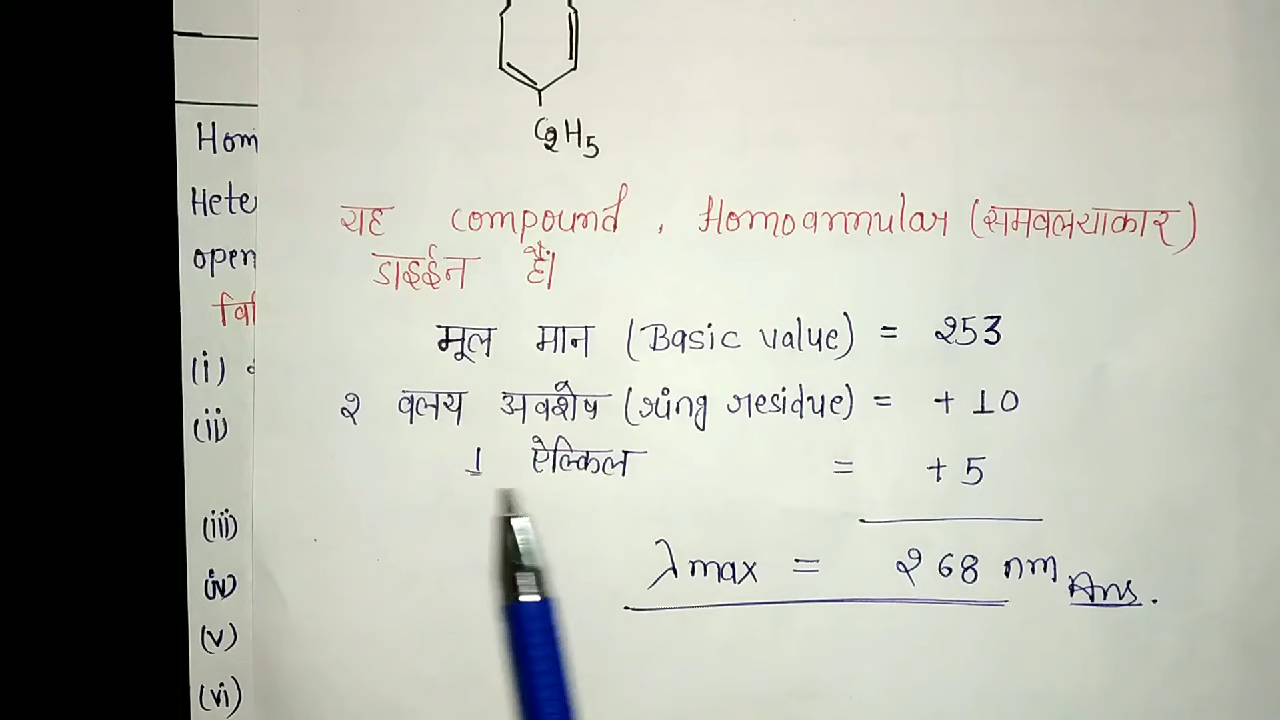 C2H5
Hom
Hete
open
वि
(i)
(ii)
(iii)
(iv)
(v)
(vi)
यह compound, Homoannular (समवलयाकार)
डाइईन है।
मूल मान (Basic value) = 253
2 वलय अवशेष (ring residue) = + 10
1 ऐल्किल = + 5
λmax = 268 nm Ans.